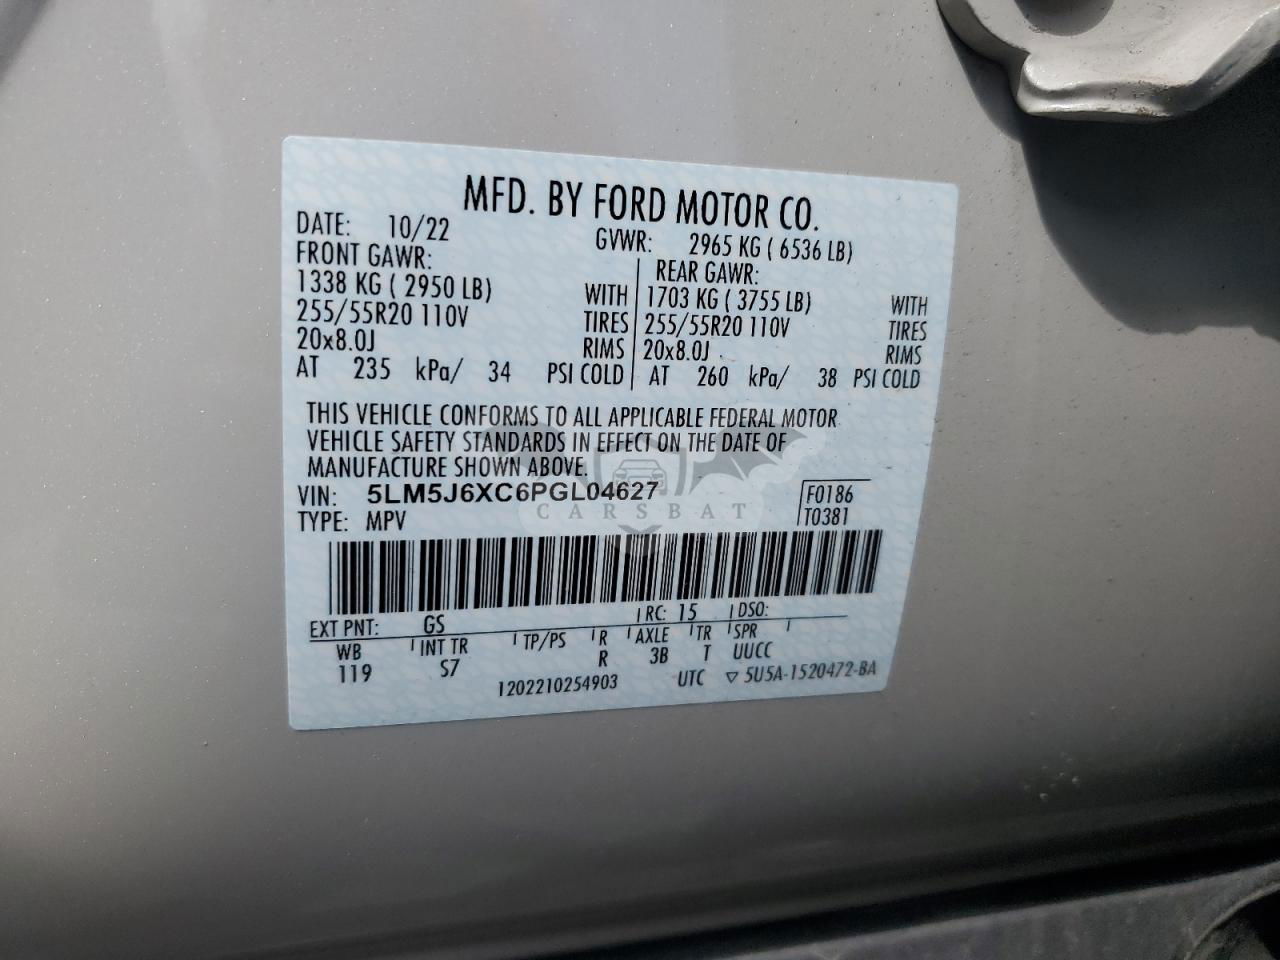 MFD. BY FORD MOTOR CO.
DATE: 10/22 GVWR: 2965 KG ( 6536 LB)
FRONT GAWR: REAR GAWR:
1338 KG ( 2950 LB) WITH 1703 KG ( 3755 LB) WITH
255/55R20 110V TIRES 255/55R20 110V TIRES
20x8.0J RIMS 20x8.0J RIMS
AT 235 kPa/ 34 PSI COLD AT 260 kPa/ 38 PSI COLD
THIS VEHICLE CONFORMS TO ALL APPLICABLE FEDERAL MOTOR
VEHICLE SAFETY STANDARDS IN EFFECT ON THE DATE OF
MANUFACTURE SHOWN ABOVE.
VIN: 5LM5J6XC6PGL04627 F0186
CARSBAT
TYPE: MPV T0381
EXT PNT: GS RC: 15 DSO:
WB INT TR TP/PS R AXLE TR SPR
119 S7 R 3B T UUCC
1202210254903 UTC ▽ 5U5A-1520472-BA